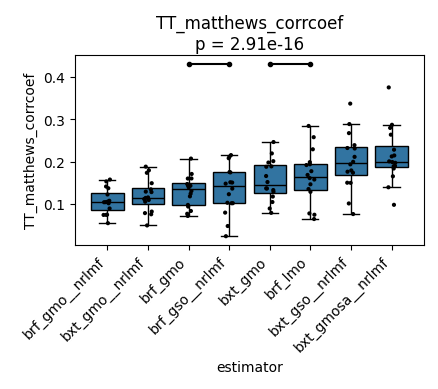 TT_matthews_corrcoef
p = 2.91e-16
TT_matthews_corrcoef
0.4
0.3
0.2
0.1
brf_gmo__nrlmf
bxt_gmo__nrlmf
brf_gmo
brf_gso__nrlmf
bxt_gmo
brf_lmo
bxt_gso__nrlmf
bxt_gmosa__nrlmf
estimator